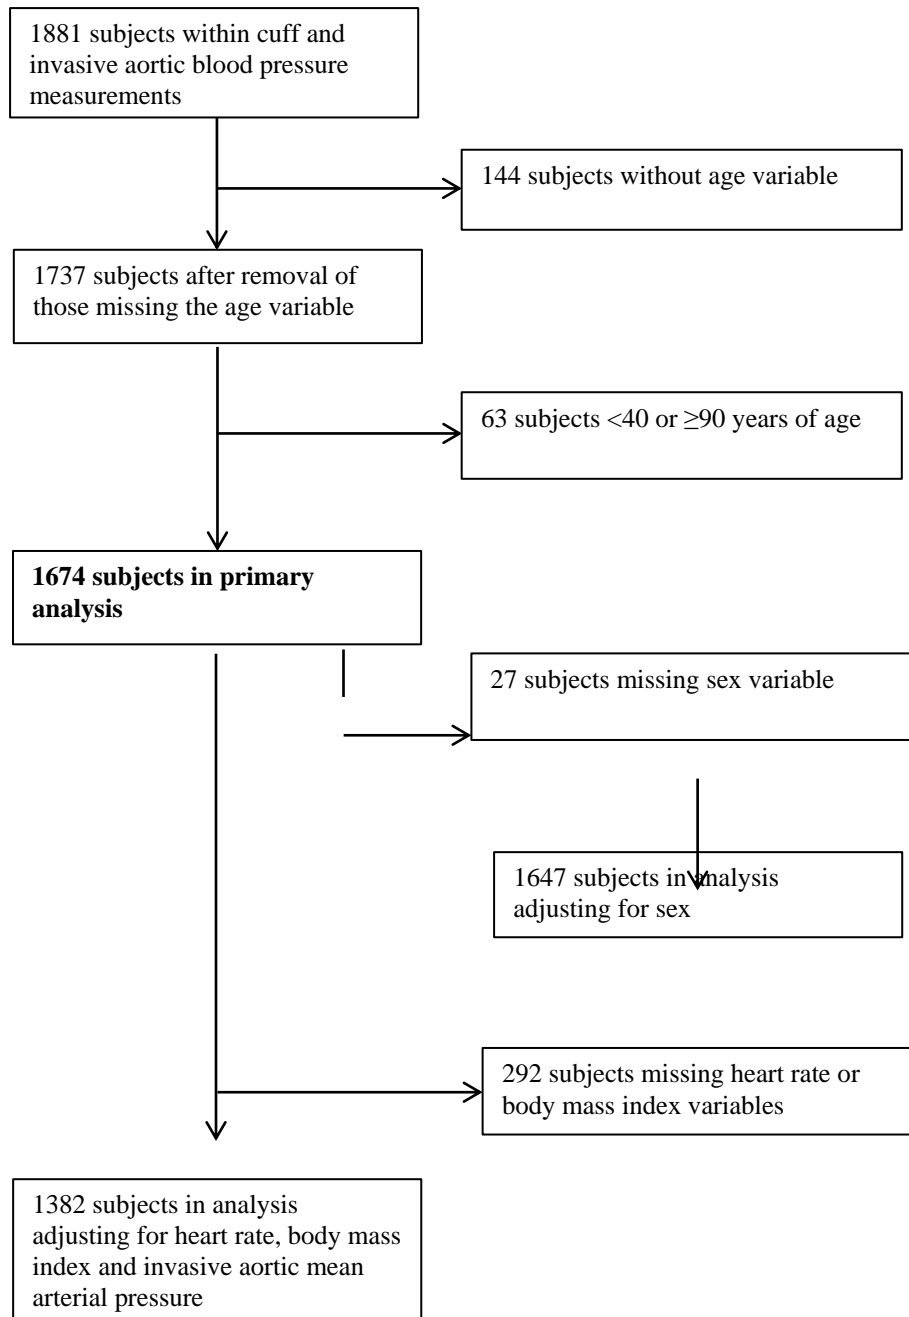 1881 subjects within cuff and
invasive aortic blood pressure
measurements
144 subjects without age variable
1737 subjects after removal of
those missing the age variable
63 subjects <40 or ≥90 years of age
1674 subjects in primary
analysis
27 subjects missing sex variable
1647 subjects in analysis
adjusting for sex
292 subjects missing heart rate or
body mass index variables
1382 subjects in analysis
adjusting for heart rate, body mass
index and invasive aortic mean
arterial pressure